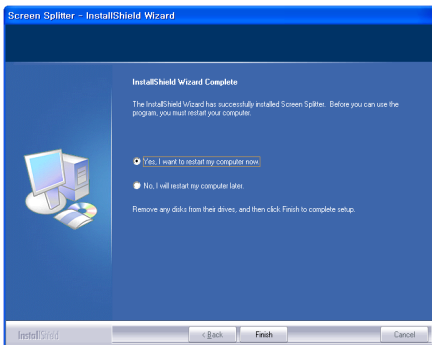 Screen Splitter - InstallShield Wizard
InstallShield Wizard Complete
The InstallShield Wizard has successfully installed Screen Splitter. Before you can use the
program, you must restart your computer.
Yes, I want to restart my computer now.
No, I will restart my computer later.
Remove any disks from their drives, and then click Finish to complete setup.
InstallShield
< Back
Finish
Cancel